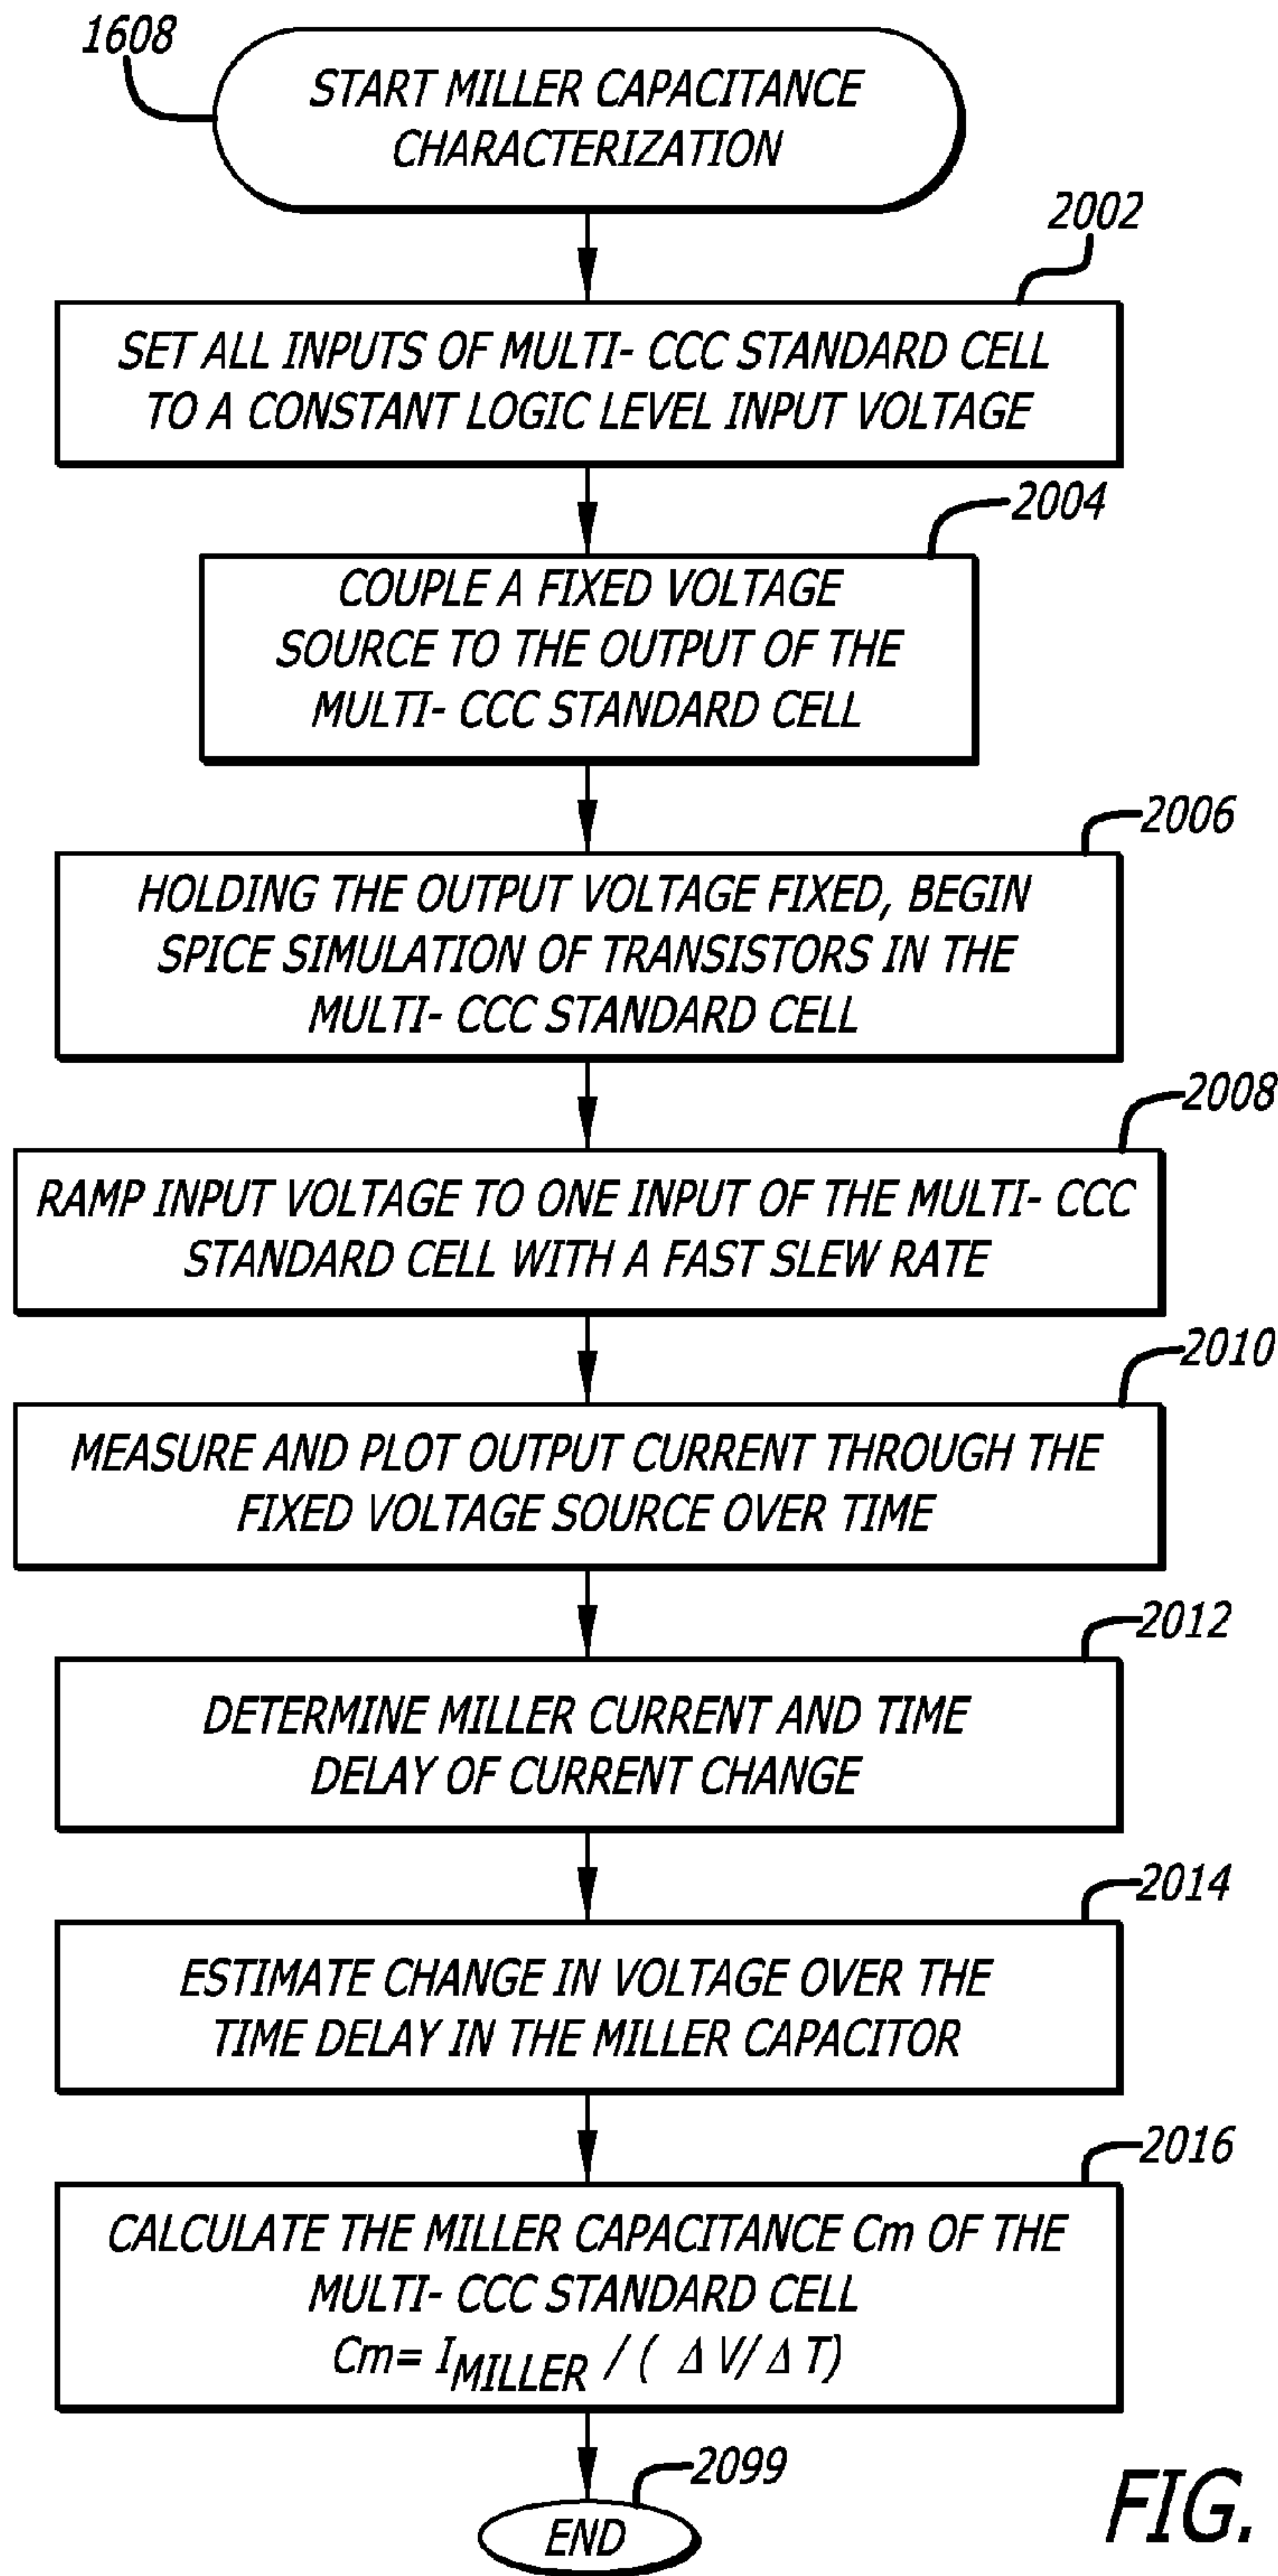 1608
START MILLER CAPACITANCE
CHARACTERIZATION
2002
SET ALL INPUTS OF MULTI- CCC STANDARD CELL
TO A CONSTANT LOGIC LEVEL INPUT VOLTAGE
2004
COUPLE A FIXED VOLTAGE
SOURCE TO THE OUTPUT OF THE
MULTI- CCC STANDARD CELL
2006
HOLDING THE OUTPUT VOLTAGE FIXED, BEGIN
SPICE SIMULATION OF TRANSISTORS IN THE
MULTI- CCC STANDARD CELL
2008
RAMP INPUT VOLTAGE TO ONE INPUT OF THE MULTI- CCC
STANDARD CELL WITH A FAST SLEW RATE
2010
MEASURE AND PLOT OUTPUT CURRENT THROUGH THE
FIXED VOLTAGE SOURCE OVER TIME
2012
DETERMINE MILLER CURRENT AND TIME
DELAY OF CURRENT CHANGE
2014
ESTIMATE CHANGE IN VOLTAGE OVER THE
TIME DELAY IN THE MILLER CAPACITOR
2016
CALCULATE THE MILLER CAPACITANCE Cm OF THE
MULTI- CCC STANDARD CELL
Cm= I MILLER / ( Δ V/ Δ T)
2099
END
FIG.